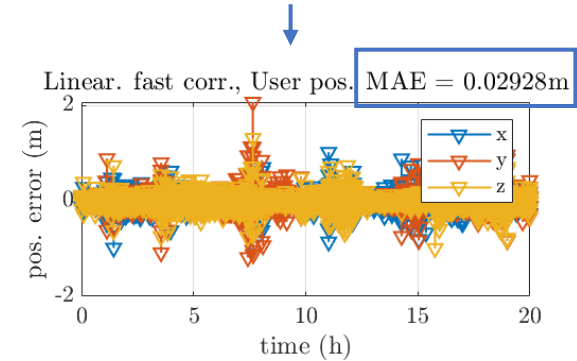 Linear. fast corr., User pos. MAE = 0.02928m
pos. error (m)
2
0
-2
x
y
z
0 5 10 15 20
time (h)